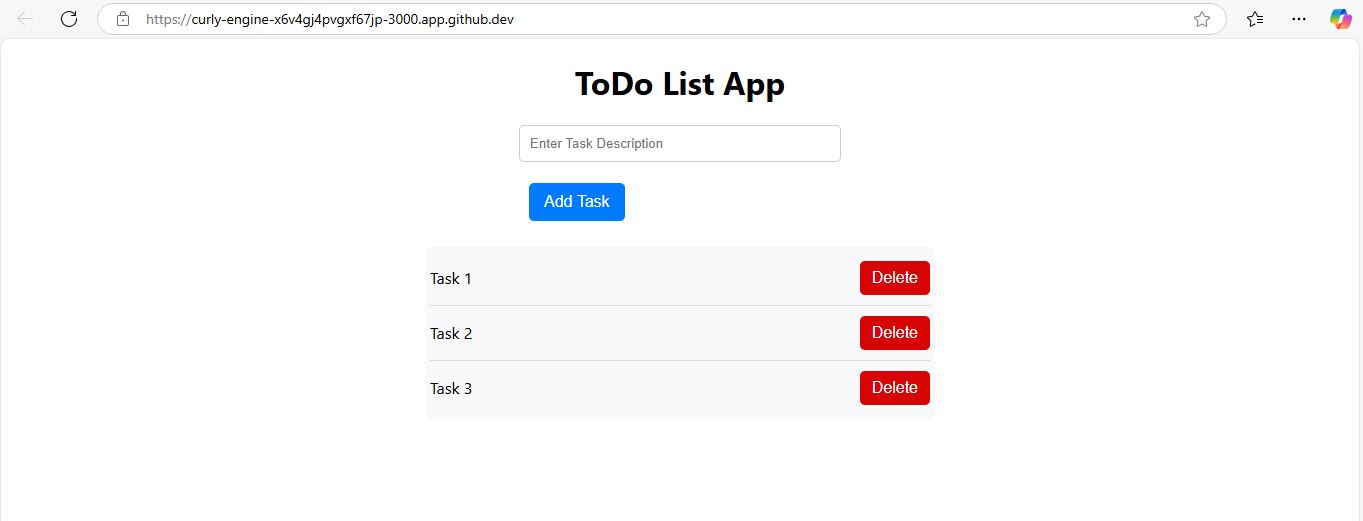 https://curly-engine-x6v4gj4pvgxf67jp-3000.app.github.dev
ToDo List App
Enter Task Description
Add Task
Task 1 Delete
Task 2 Delete
Task 3 Delete